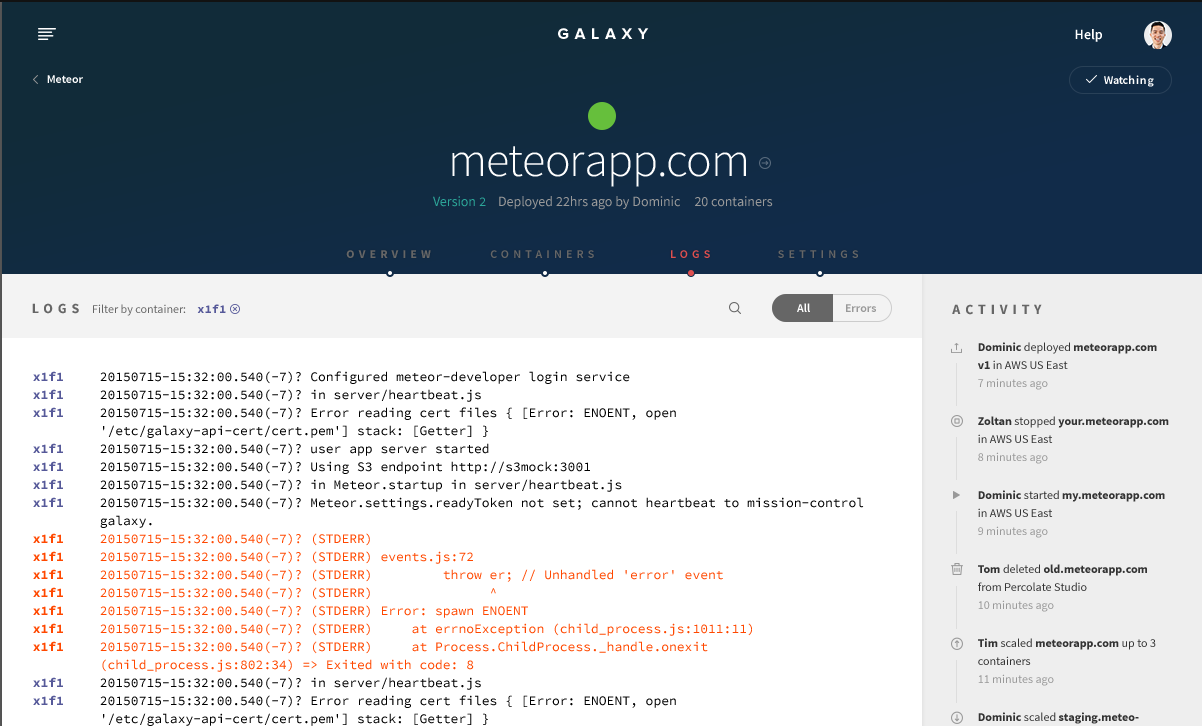 GALAXY
Help
Meteor
Watching
meteorapp.com
Version 2 Deployed 22hrs ago by Dominic 20 containers
OVERVIEW CONTAINERS LOGS SETTINGS
LOGS Filter by container: x1f1
All Errors
x1f1 20150715-15:32:00.540(-7)? Configured meteor-developer login service
x1f1 20150715-15:32:00.540(-7)? in server/heartbeat.js
x1f1 20150715-15:32:00.540(-7)? Error reading cert files { [Error: ENOENT, open
'/etc/galaxy-api-cert/cert.pem'] stack: [Getter] }
x1f1 20150715-15:32:00.540(-7)? user app server started
x1f1 20150715-15:32:00.540(-7)? Using S3 endpoint http://s3mock:3001
x1f1 20150715-15:32:00.540(-7)? in Meteor.startup in server/heartbeat.js
x1f1 20150715-15:32:00.540(-7)? Meteor.settings.readyToken not set; cannot heartbeat to mission-control
galaxy.
x1f1 20150715-15:32:00.540(-7)? (STDERR)
x1f1 20150715-15:32:00.540(-7)? (STDERR) events.js:72
x1f1 20150715-15:32:00.540(-7)? (STDERR)         throw er; // Unhandled 'error' event
x1f1 20150715-15:32:00.540(-7)? (STDERR)               ^
x1f1 20150715-15:32:00.540(-7)? (STDERR) Error: spawn ENOENT
x1f1 20150715-15:32:00.540(-7)? (STDERR)     at errnoException (child_process.js:1011:11)
x1f1 20150715-15:32:00.540(-7)? (STDERR)     at Process.ChildProcess._handle.onexit
(child_process.js:802:34) => Exited with code: 8
x1f1 20150715-15:32:00.540(-7)? in server/heartbeat.js
x1f1 20150715-15:32:00.540(-7)? Error reading cert files { [Error: ENOENT, open
'/etc/galaxy-api-cert/cert.pem'] stack: [Getter] }
ACTIVITY
Dominic deployed meteorapp.com
v1 in AWS US East
7 minutes ago
Zoltan stopped your.meteorapp.com
in AWS US East
8 minutes ago
Dominic started my.meteorapp.com
in AWS US East
9 minutes ago
Tom deleted old.meteorapp.com
from Percolate Studio
10 minutes ago
Tim scaled meteorapp.com up to 3
containers
11 minutes ago
Dominic scaled staging.meteo-